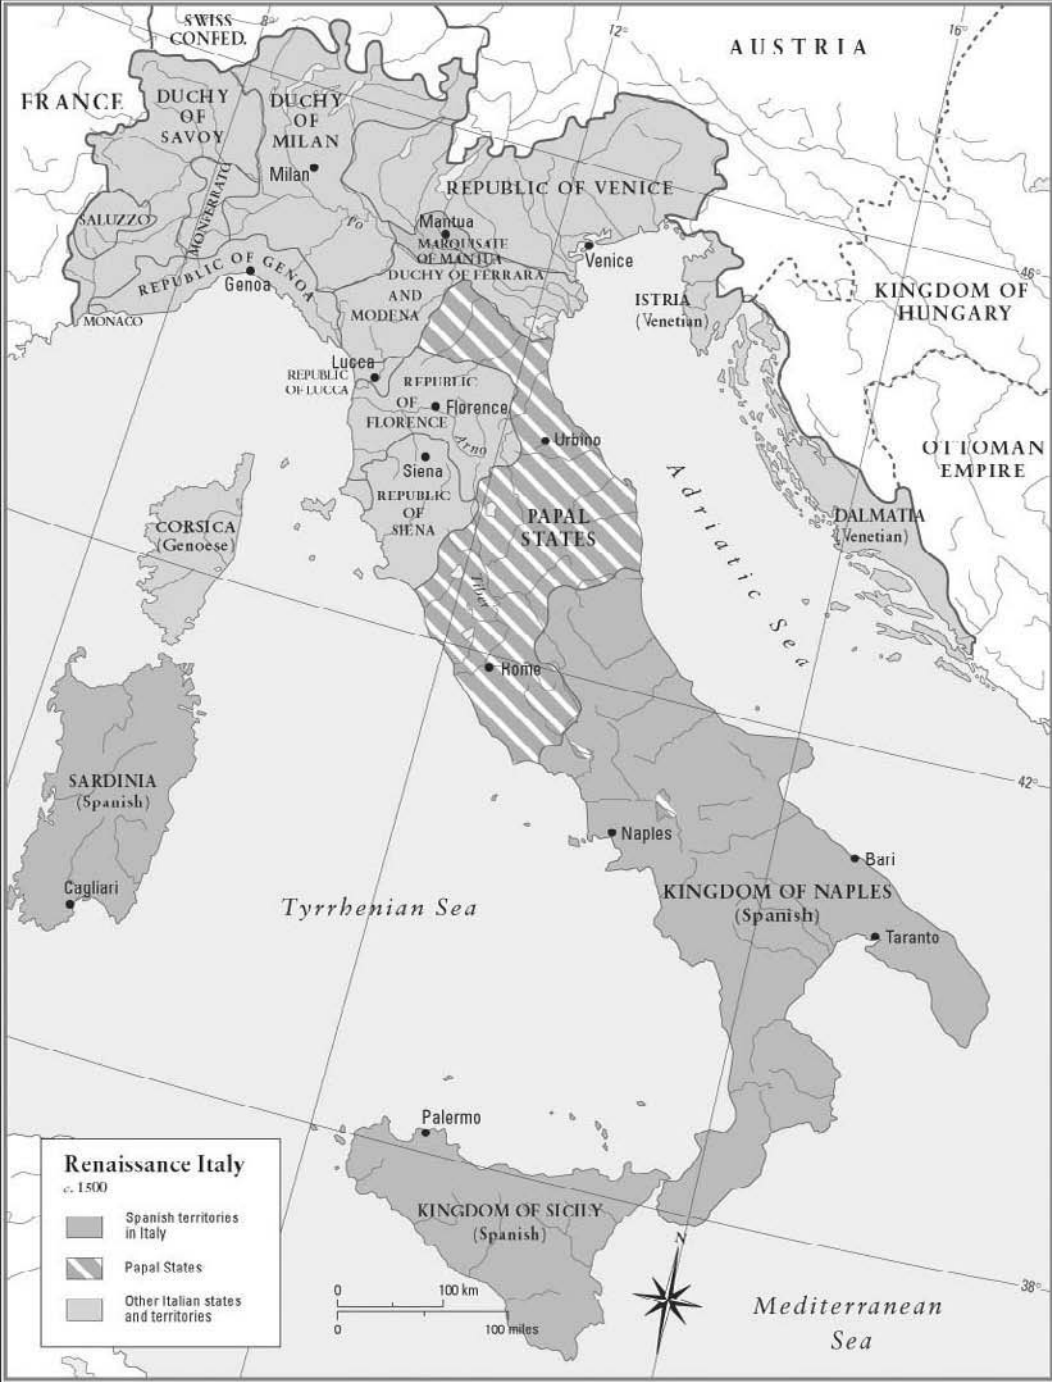 SWISS
CONFED.
8°
12°
16°
AUSTRIA
FRANCE
DUCHY
OF
SAVOY
DUCHY
OF
MILAN
Milan
REPUBLIC OF VENICE
SALUZZO
MONFERRATO
Po
Mantua
MARQUISATE
OF MANTUA
DUCHY OF FERRARA
AND
MODENA
Venice
REPUBLIC OF GENOA
Genoa
MONACO
ISTRIA
(Venetian)
46°
KINGDOM OF
HUNGARY
Lucca
REPUBLIC
OF LUCCA
REPUBLIC
OF
FLORENCE
Florence
Arno
Urbino
Siena
REPUBLIC
OF
SIENA
OTTOMAN
EMPIRE
Adriatic Sea
DALMATIA
(Venetian)
CORSICA
(Genoese)
PAPAL
STATES
Tiber
Rome
SARDINIA
(Spanish)
Cagliari
42°
Naples
Bari
KINGDOM OF NAPLES
(Spanish)
Taranto
Tyrrhenian Sea
Palermo
KINGDOM OF SICILY
(Spanish)
N
38°
Mediterranean
Sea
Renaissance Italy
c. 1500
Spanish territories
in Italy
Papal States
Other Italian states
and territories
0 100 km
0 100 miles